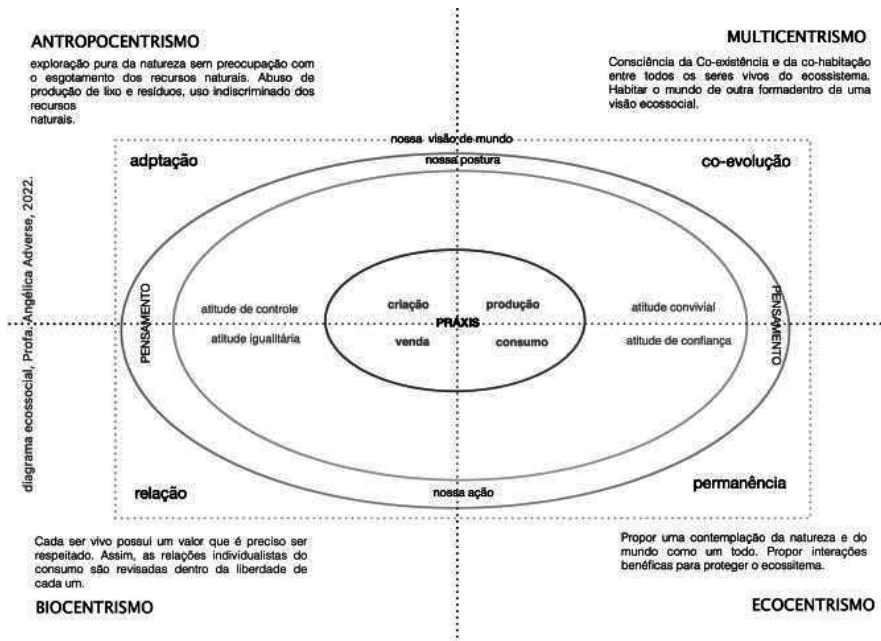 ANTROPOCENTRISMO
exploração pura da natureza sem preocupação com
o esgotamento dos recursos naturais. Abuso de
produção de lixo e resíduos, uso indiscriminado dos
recursos
naturais.
MULTICENTRISMO
Consciência da Co-existência e da co-habitação
entre todos os seres vivos do ecossistema.
Habitar o mundo de outra formadentro de uma
visão ecossocial.
nossa visão de mundo
adptação
nossa postura
co-evolução
diagrama ecossocial, Profa. Angélica Adverse, 2022.
PENSAMENTO
atitude de controle
atitude igualitária
criação
produção
PRÁXIS
venda
consumo
atitude convivial
atitude de confiança
PENSAMENTO
relação
nossa ação
permanência
Cada ser vivo possui um valor que é preciso ser
respeitado. Assim, as relações individualistas do
consumo são revisadas dentro da liberdade de
cada um.
BIOCENTRISMO
Propor uma contemplação da natureza e do
mundo como um todo. Propor interações
benéficas para proteger o ecossitema.
ECOCENTRISMO